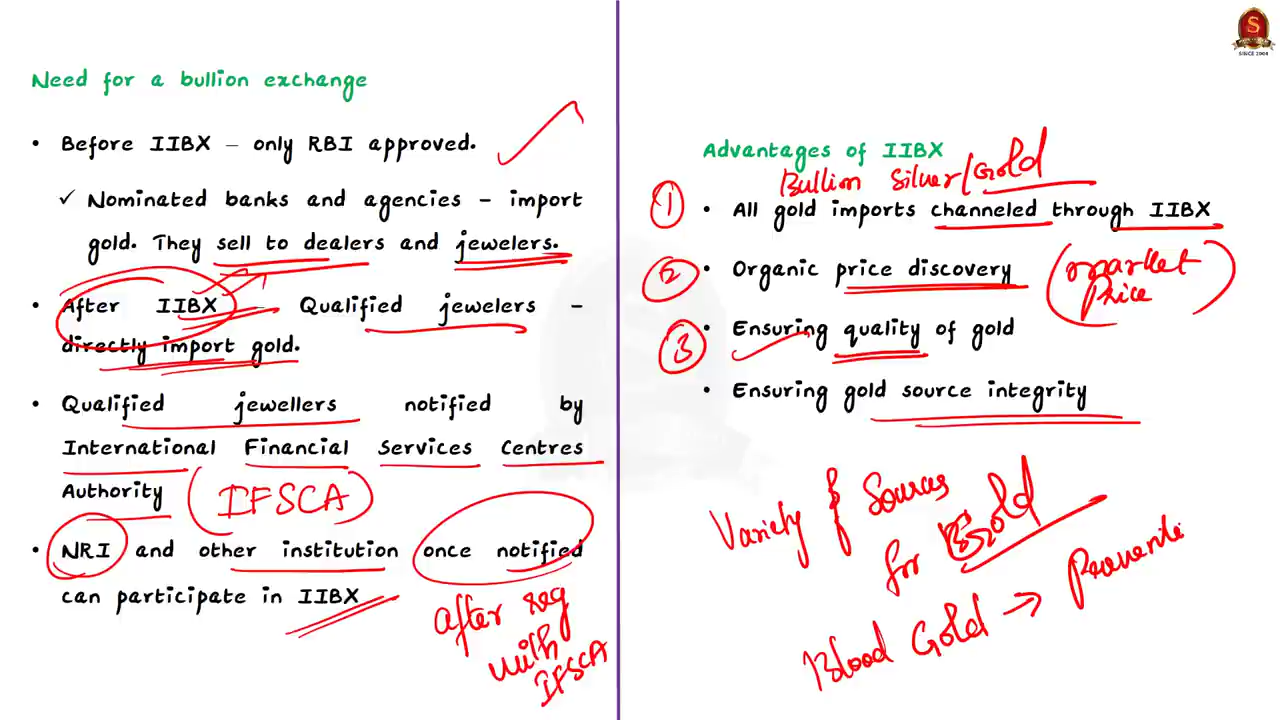 S
SINCE 2004
Need for a bullion exchange
• Before IIBX – only RBI approved.
✓ Nominated banks and agencies – import
gold. They sell to dealers and jewelers.
• After IIBX – Qualified jewelers –
directly import gold.
• Qualified jewellers notified by
International Financial Services Centres
Authority (IFSCA)
• NRI and other institution once notified
can participate in IIBX
After reg
with
IFSCA
Advantages of IIBX
Bullion Silver/Gold
① • All gold imports channeled through IIBX
② • Organic price discovery (market
Price)
③ • Ensuring quality of gold
• Ensuring gold source integrity
Variety of Sources
for Gold
Blood Gold →